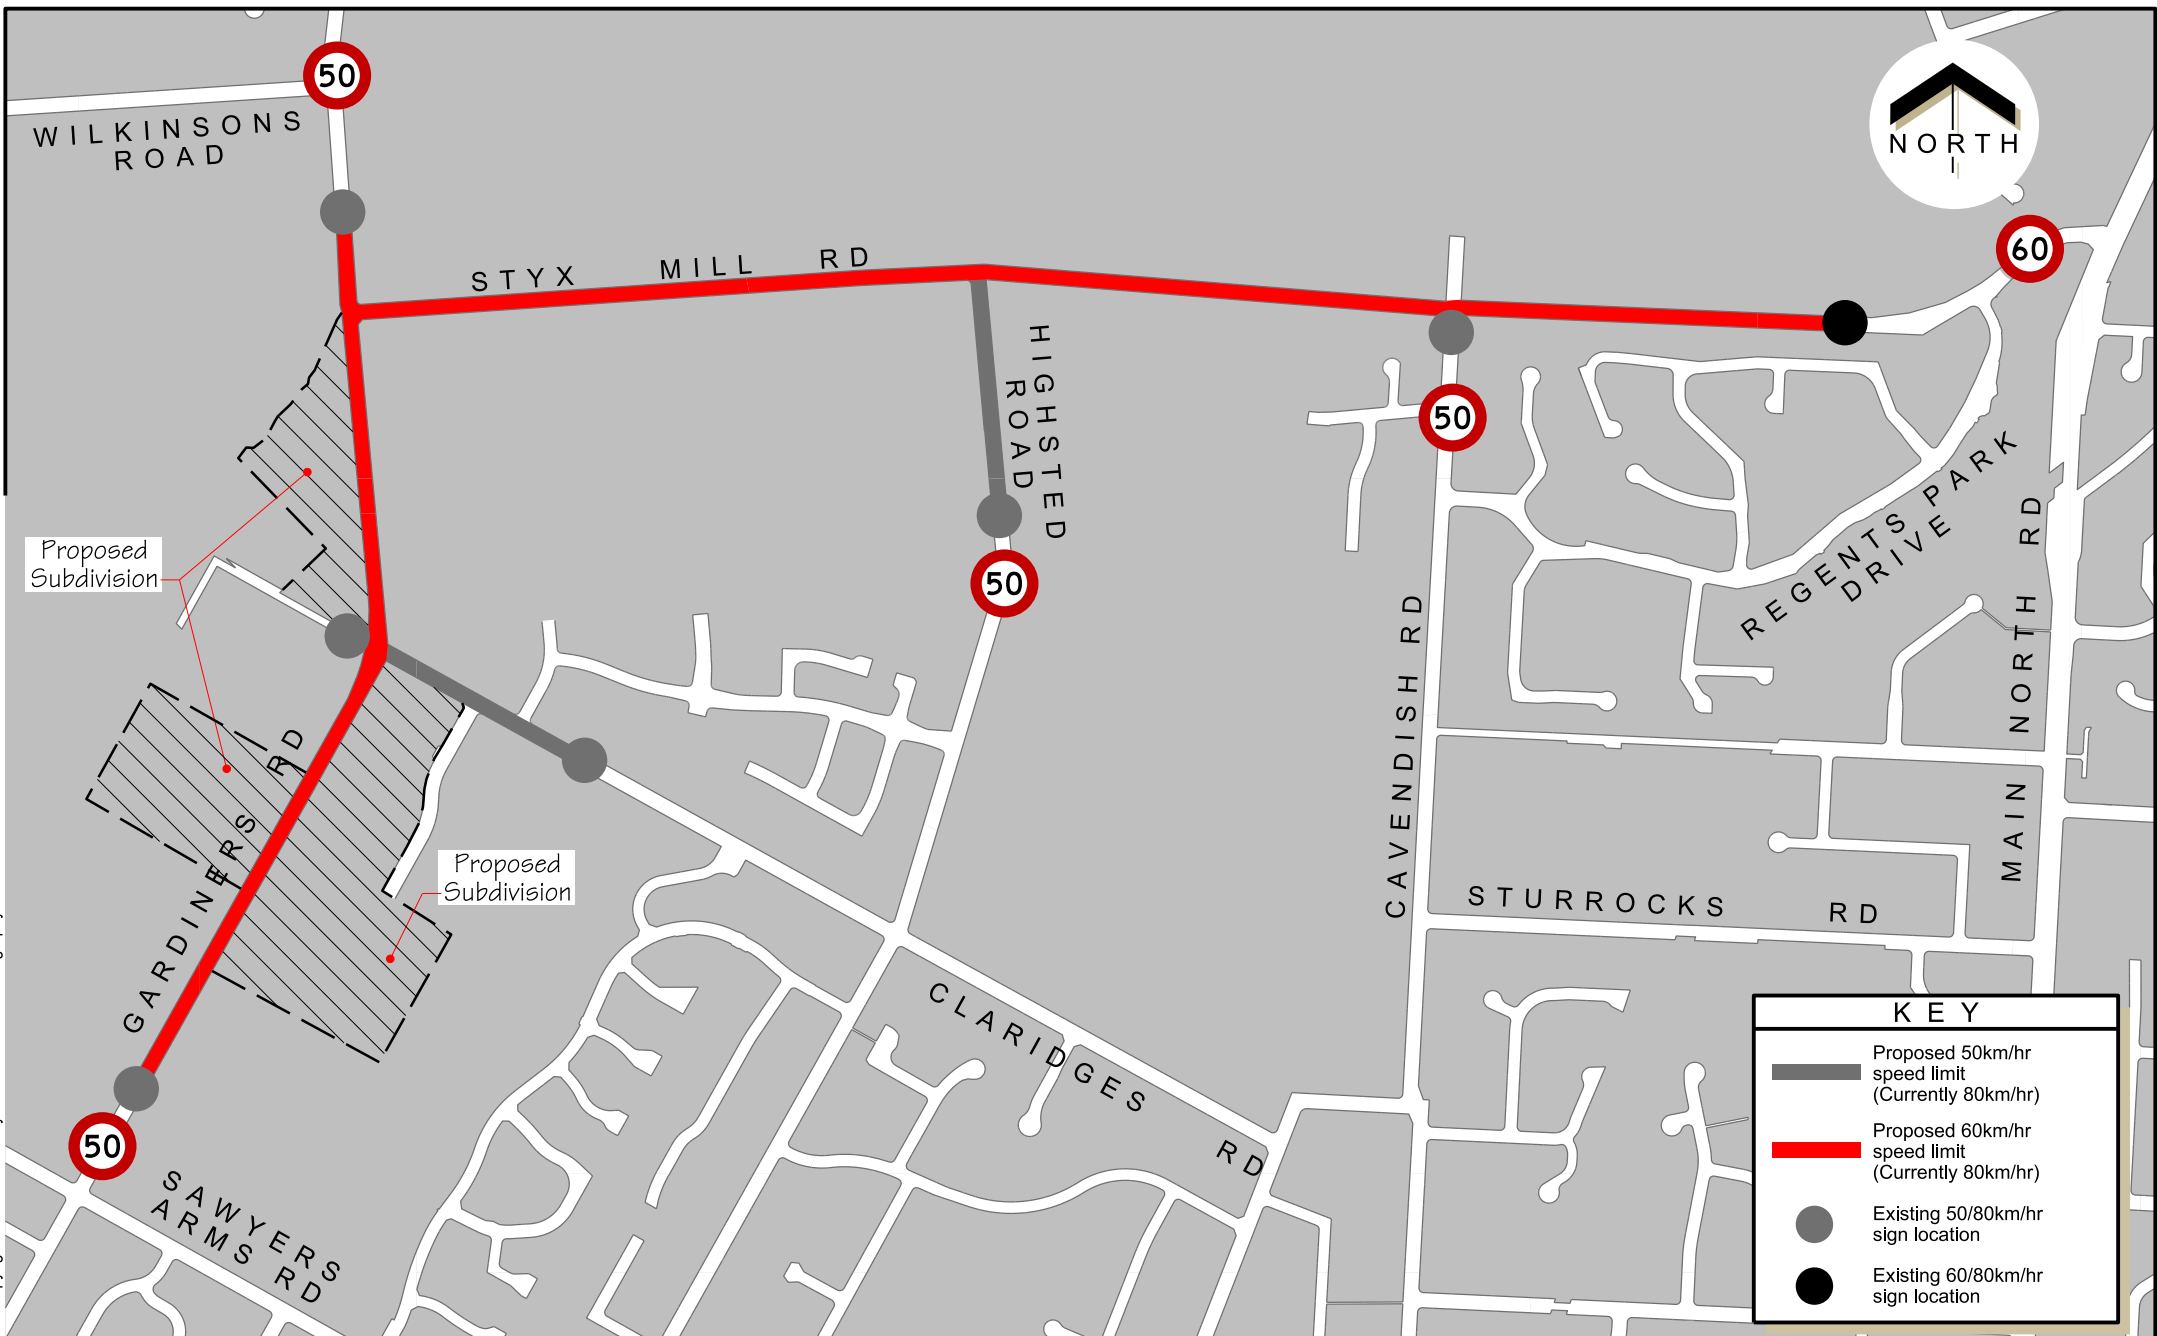 50
WILKINSONS
ROAD
NORTH
60
STYX MILL RD
HIGHSTED
ROAD
50
50
Proposed
Subdivision
REGENTS PARK
DRIVE
MAIN NORTH RD
CAVENDISH RD
GARDINERS RD
Proposed
Subdivision
STURROCKS RD
CLARIDGES RD
50
SAWYERS
ARMS RD
KEY
Proposed 50km/hr
speed limit
(Currently 80km/hr)
Proposed 60km/hr
speed limit
(Currently 80km/hr)
Existing 50/80km/hr
sign location
Existing 60/80km/hr
sign location